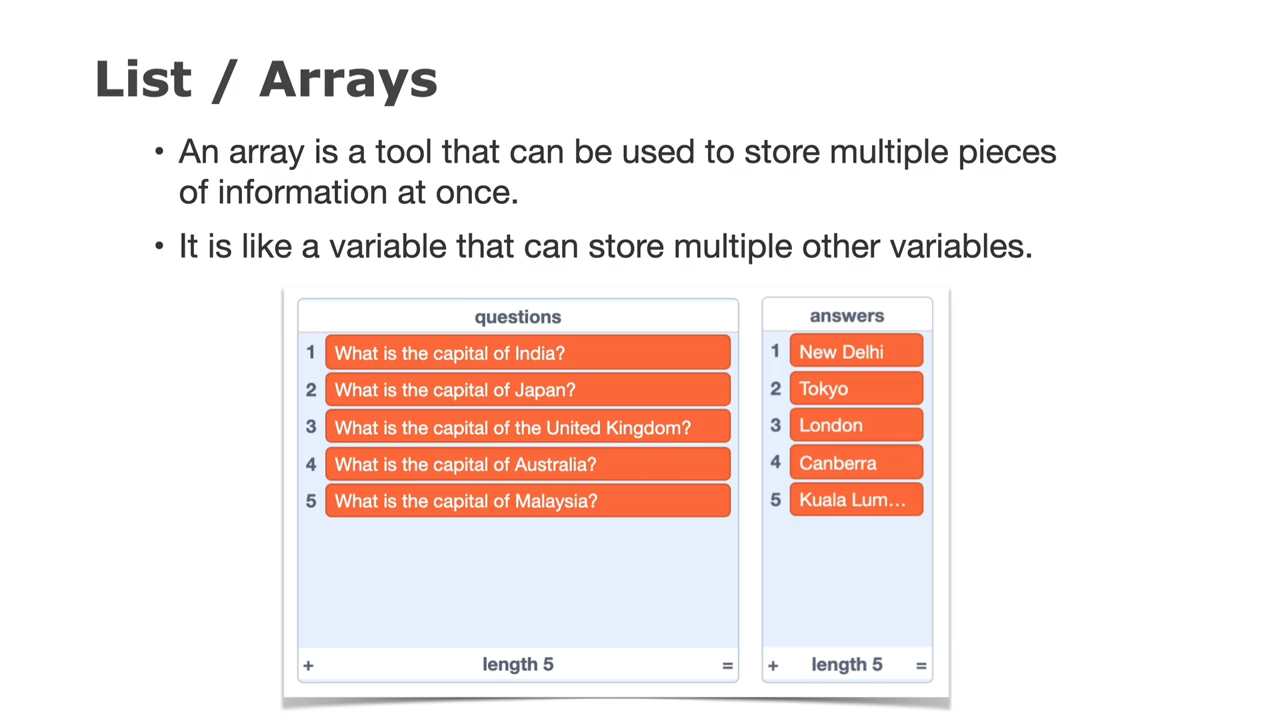 List / Arrays
• An array is a tool that can be used to store multiple pieces
of information at once.
• It is like a variable that can store multiple other variables.
questions
1 What is the capital of India?
2 What is the capital of Japan?
3 What is the capital of the United Kingdom?
4 What is the capital of Australia?
5 What is the capital of Malaysia?
+ length 5 =
answers
1 New Delhi
2 Tokyo
3 London
4 Canberra
5 Kuala Lum...
+ length 5 =